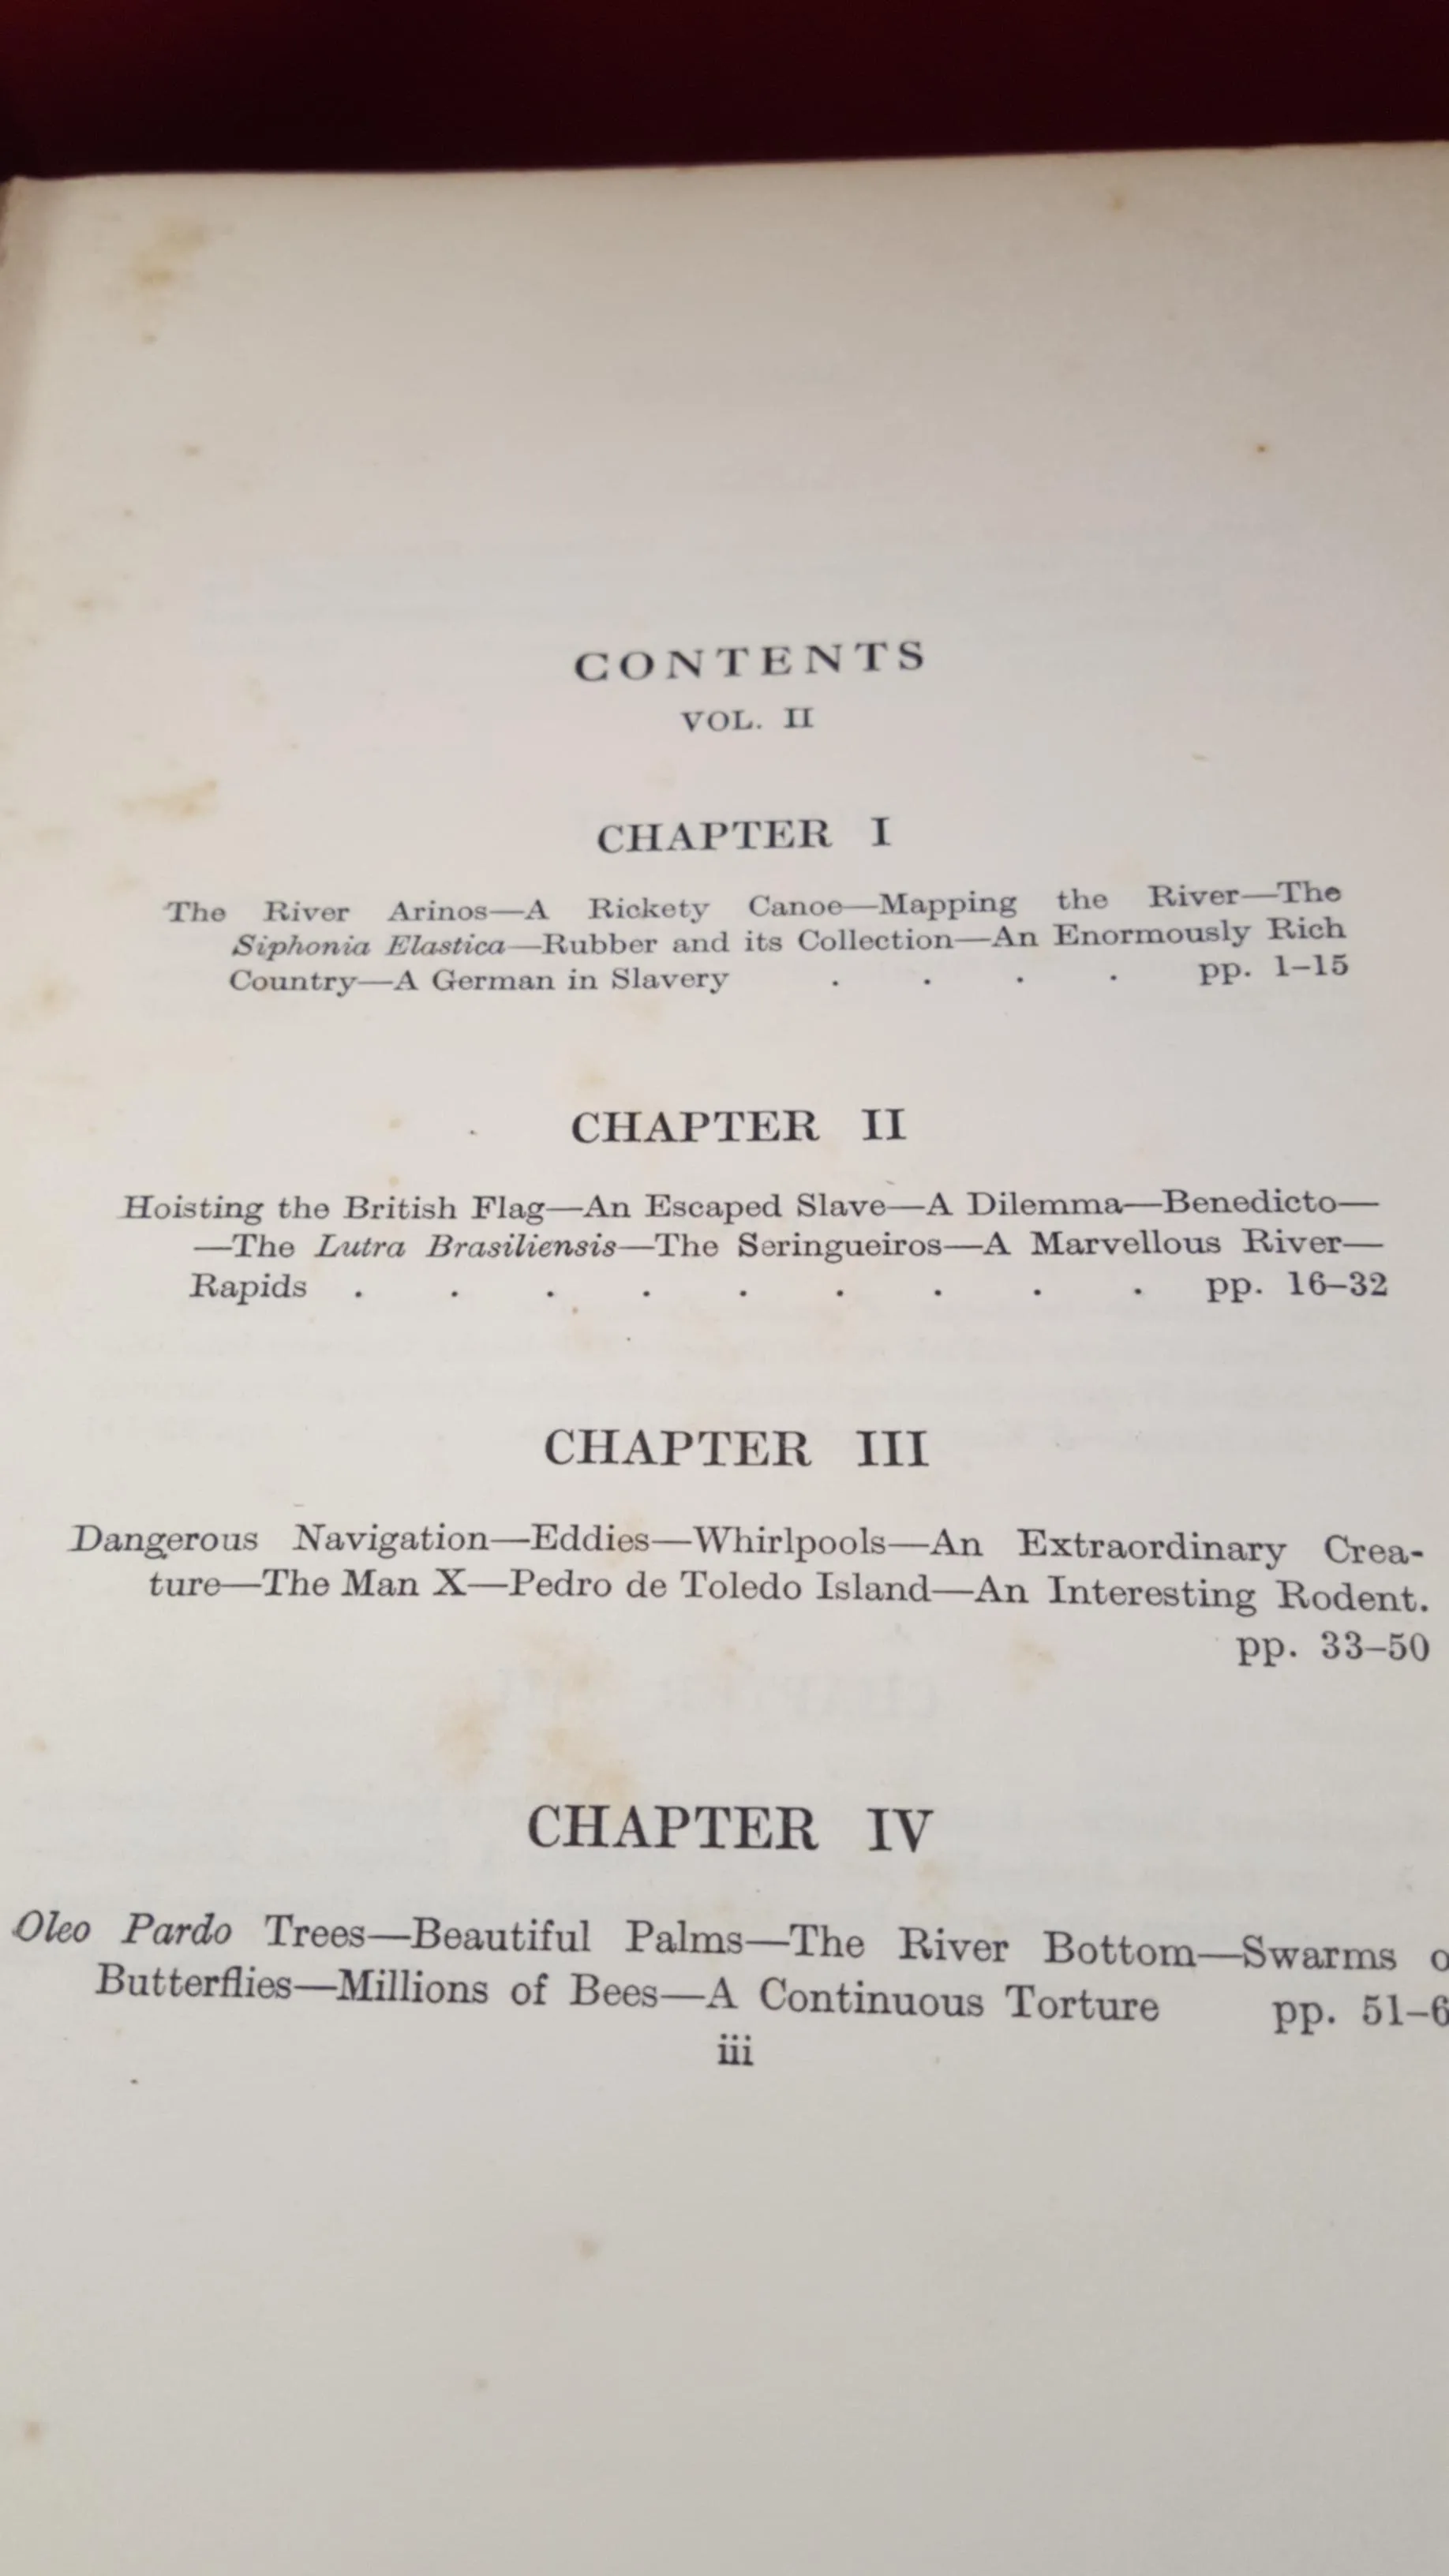 CONTENTS
VOL. II
CHAPTER I
The River Arinos—A Rickety Canoe—Mapping the River—The
Siphonia Elastica—Rubber and its Collection—An Enormously Rich
Country—A German in Slavery . . . . pp. 1–15
CHAPTER II
Hoisting the British Flag—An Escaped Slave—A Dilemma—Benedicto—
—The Lutra Brasiliensis—The Seringueiros—A Marvellous River—
Rapids . . . . . . . . . pp. 16–32
CHAPTER III
Dangerous Navigation—Eddies—Whirlpools—An Extraordinary Crea-
ture—The Man X—Pedro de Toledo Island—An Interesting Rodent.
pp. 33–50
CHAPTER IV
Oleo Pardo Trees—Beautiful Palms—The River Bottom—Swarms o
Butterflies—Millions of Bees—A Continuous Torture pp. 51–6
iii